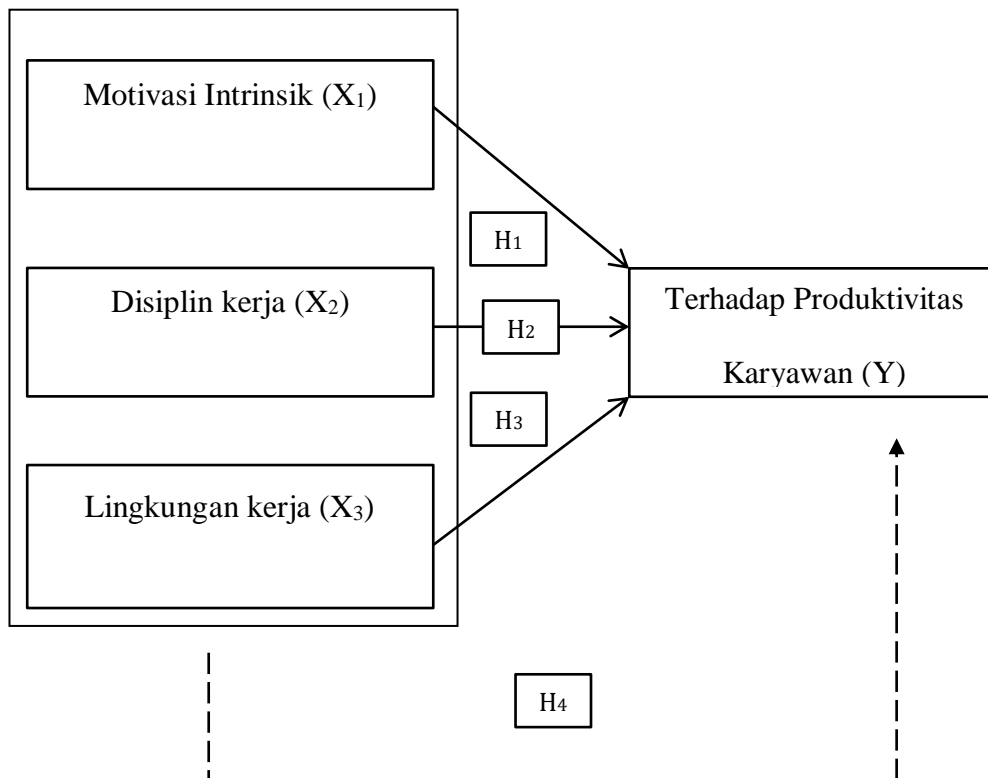 Motivasi Intrinsik (X₁)
H₁
Disiplin kerja (X₂)
H₂
Terhadap Produktivitas
Karyawan (Y)
H₃
Lingkungan kerja (X₃)
H₄